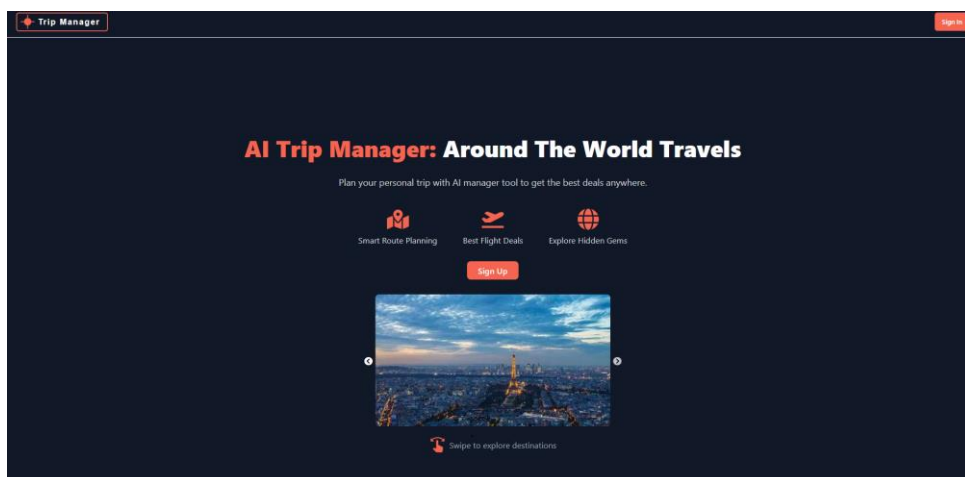 Trip Manager
Sign In
AI Trip Manager: Around The World Travels
Plan your personal trip with AI manager tool to get the best deals anywhere.
Smart Route Planning
Best Flight Deals
Explore Hidden Gems
Sign Up
Swipe to explore destinations